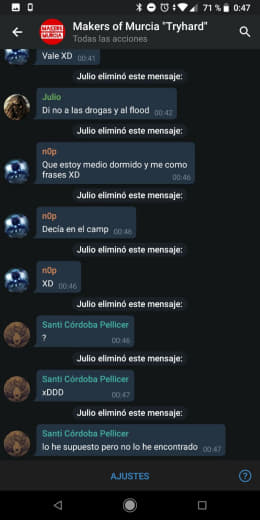 71 % 0:47
MAKERS
MURCIA
Makers of Murcia "Tryhard"
Todas las acciones
Vale XD 00:41
Julio eliminó este mensaje:
Julio
Di no a las drogas y al flood
00:42
Julio eliminó este mensaje:
n0p
Que estoy medio dormido y me como
frases XD 00:46
Julio eliminó este mensaje:
n0p
Decía en el camp 00:46
Julio eliminó este mensaje:
n0p
XD 00:46
Julio eliminó este mensaje:
Santi Córdoba Pellicer
? 00:46
Julio eliminó este mensaje:
Santi Córdoba Pellicer
xDDD 00:47
Julio eliminó este mensaje:
Santi Córdoba Pellicer
lo he supuesto pero no lo he encontrado 00:47
AJUSTES
?